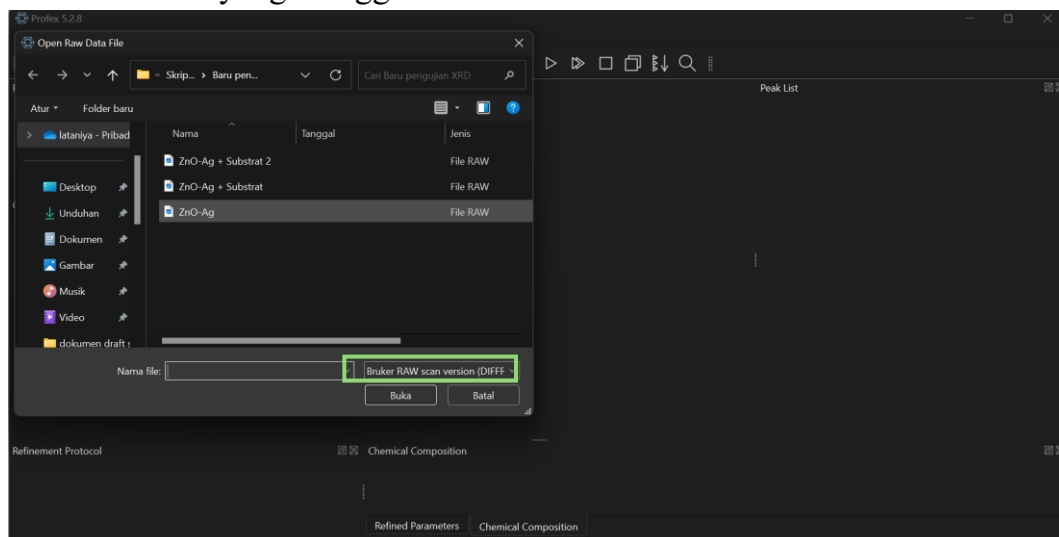 Profex 5.2.8
Open Raw Data File
« Skrip... › Baru pen...
Cari Baru pengujian XRD
Peak List
Atur
Folder baru
lataniya - Pribad
Nama
Tanggal
Jenis
ZnO-Ag + Substrat 2
File RAW
Desktop
ZnO-Ag + Substrat
File RAW
Unduhan
ZnO-Ag
File RAW
Dokumen
Gambar
Musik
Video
dokumen draft
Nama file:
Bruker RAW scan version (DIFFF
Buka
Batal
Refinement Protocol
Chemical Composition
Refined Parameters
Chemical Composition